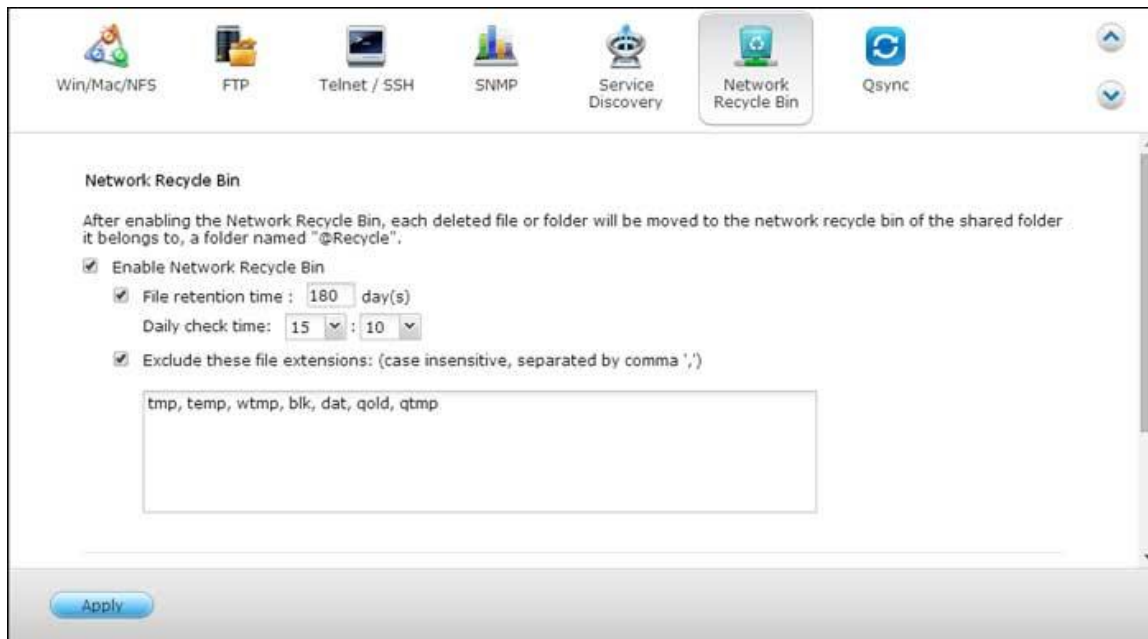 Win/Mac/NFS
FTP
Telnet / SSH
SNMP
Service
Discovery
Network
Recycle Bin
Qsync
Network Recycle Bin
After enabling the Network Recycle Bin, each deleted file or folder will be moved to the network recycle bin of the shared folder
it belongs to, a folder named "@Recycle".
Enable Network Recycle Bin
File retention time : 180 day(s)
Daily check time: 15 : 10
Exclude these file extensions: (case insensitive, separated by comma ',')
tmp, temp, wtmp, blk, dat, qold, qtmp
Apply